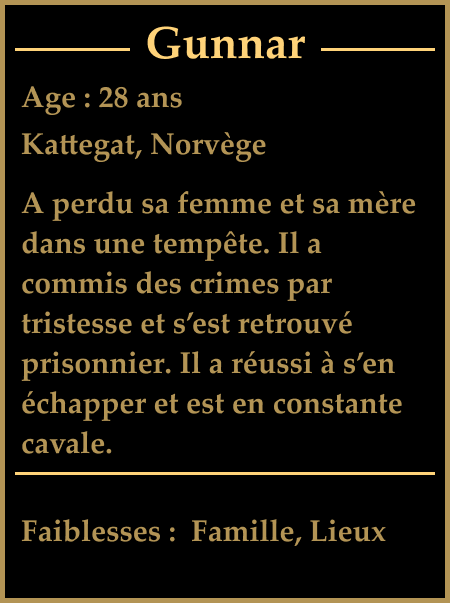 Gunnar
Age : 28 ans
Kattegat, Norvège
A perdu sa femme et sa mère
dans une tempête. Il a
commis des crimes par
tristesse et s’est retrouvé
prisonnier. Il a réussi à s’en
échapper et est en constante
cavale.
Faiblesses :  Famille, Lieux